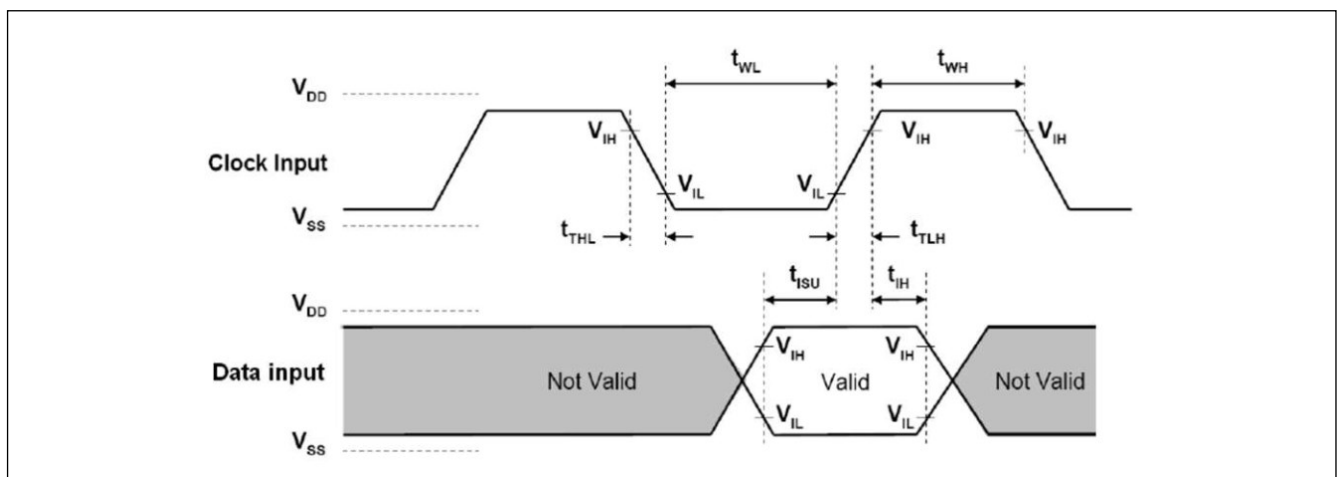 t_WL t_WH
V_DD
V_IH V_IH V_IH
Clock Input
V_IL V_IL
V_SS
t_THL t_TLH
t_ISU t_IH
V_DD
V_IH V_IH
Data input Not Valid Valid Not Valid
V_IL V_IL
V_SS